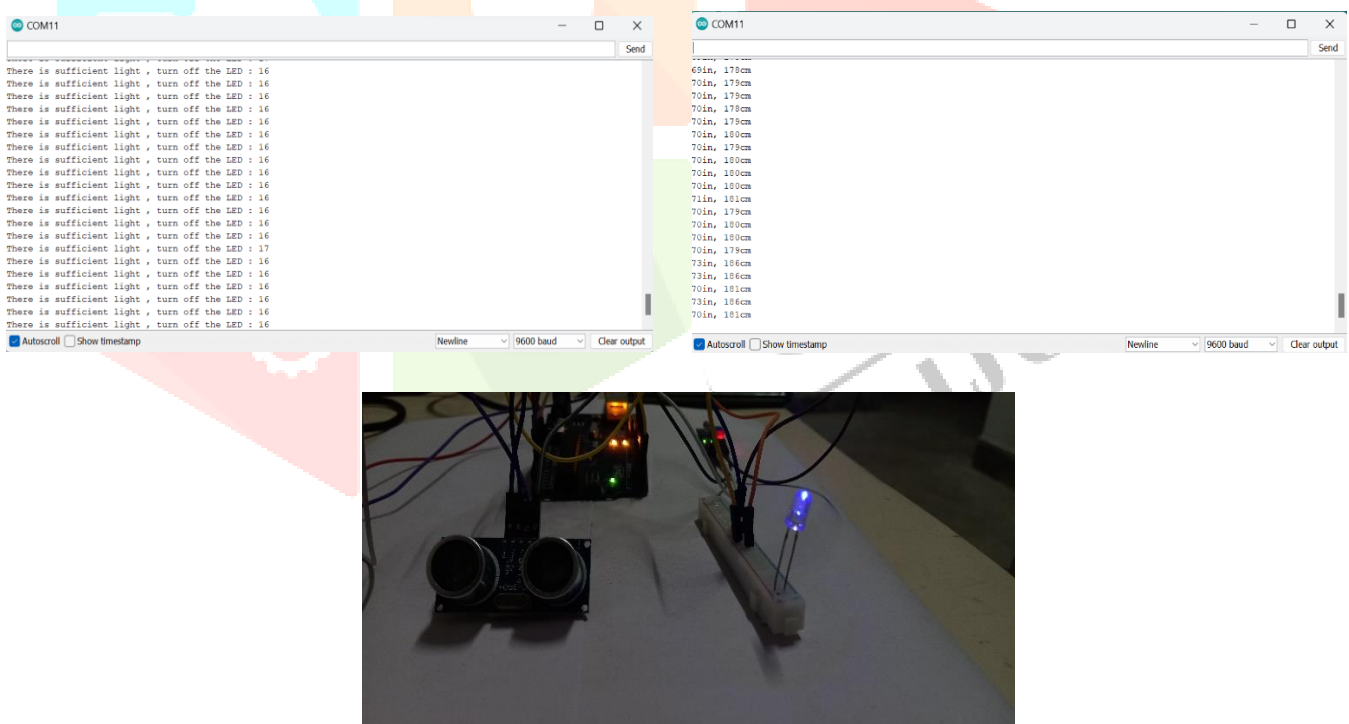 COM11
Send
There is sufficient light , turn off the LED : 16
There is sufficient light , turn off the LED : 16
There is sufficient light , turn off the LED : 16
There is sufficient light , turn off the LED : 16
There is sufficient light , turn off the LED : 16
There is sufficient light , turn off the LED : 16
There is sufficient light , turn off the LED : 16
There is sufficient light , turn off the LED : 16
There is sufficient light , turn off the LED : 16
There is sufficient light , turn off the LED : 16
There is sufficient light , turn off the LED : 16
There is sufficient light , turn off the LED : 16
There is sufficient light , turn off the LED : 16
There is sufficient light , turn off the LED : 16
There is sufficient light , turn off the LED : 17
There is sufficient light , turn off the LED : 16
There is sufficient light , turn off the LED : 16
There is sufficient light , turn off the LED : 16
There is sufficient light , turn off the LED : 16
There is sufficient light , turn off the LED : 16
There is sufficient light , turn off the LED : 16
Autoscroll Show timestamp Newline 9600 baud Clear output
COM11
Send
69in, 178cm
70in, 179cm
70in, 179cm
70in, 178cm
70in, 179cm
70in, 180cm
70in, 179cm
70in, 180cm
70in, 180cm
70in, 180cm
71in, 181cm
70in, 179cm
70in, 180cm
70in, 180cm
70in, 179cm
73in, 186cm
73in, 186cm
70in, 181cm
73in, 186cm
70in, 181cm
Autoscroll Show timestamp Newline 9600 baud Clear output